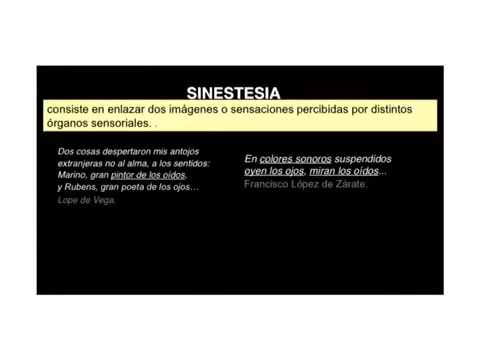 SINESTESIA
consiste en enlazar dos imágenes o sensaciones percibidas por distintos
órganos sensoriales. .
Dos cosas despertaron mis antojos
extranjeras no al alma, a los sentidos:
Marino, gran pintor de los oídos,
y Rubens, gran poeta de los ojos…
Lope de Vega.
En colores sonoros suspendidos
oyen los ojos, miran los oídos...
Francisco López de Zárate.